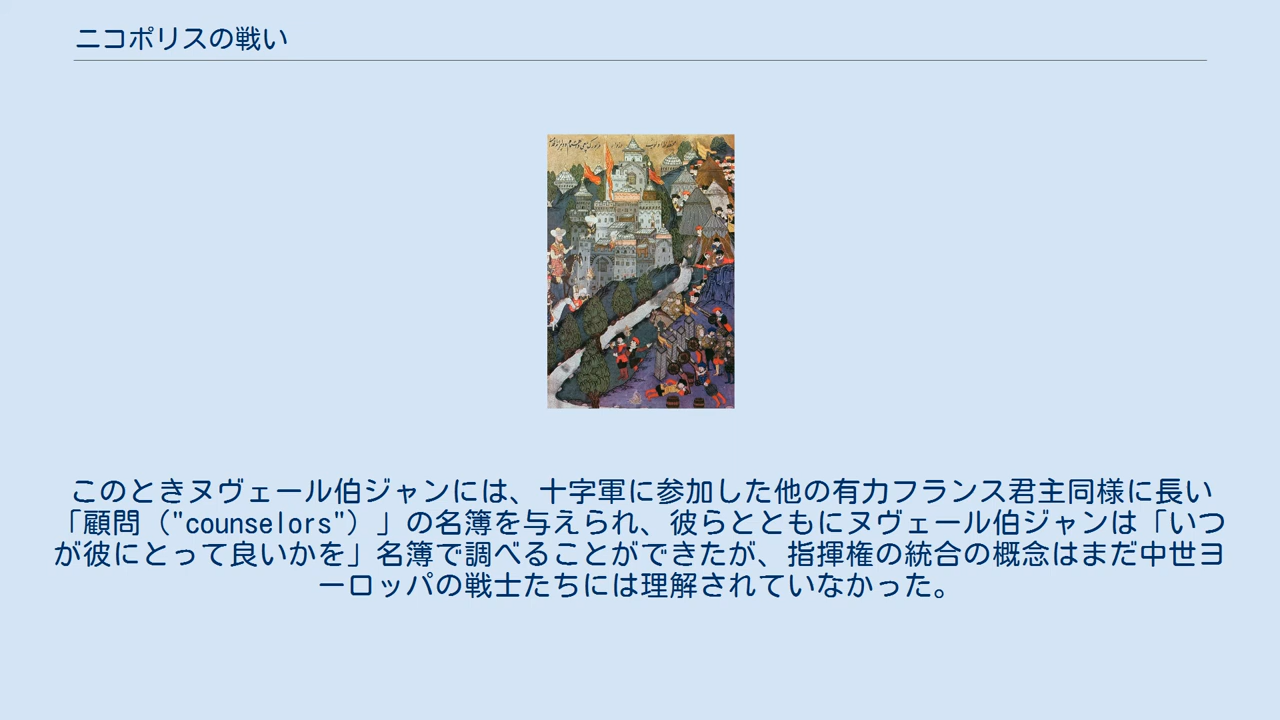 ニコポリスの戦い
このときヌヴェール伯ジャンには、十字軍に参加した他の有力フランス君主同様に長い
「顧問（"counselors"）」の名簿を与えられ、彼らとともにヌヴェール伯ジャンは「いつ
が彼にとって良いかを」名簿で調べることができたが、指揮権の統合の概念はまだ中世ヨ
ーロッパの戦士たちには理解されていなかった。